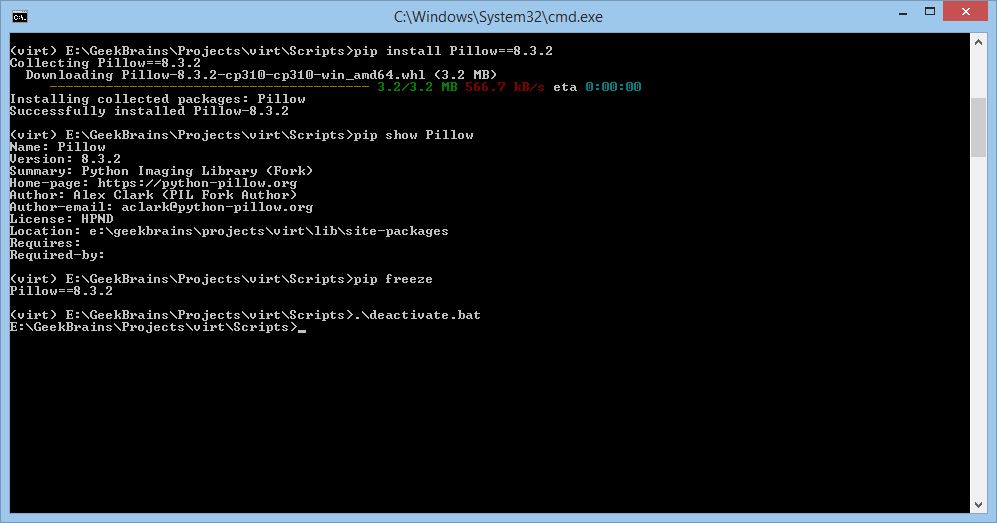 C:\Windows\System32\cmd.exe
(virt) E:\GeekBrains\Projects\virt\Scripts>pip install Pillow==8.3.2
Collecting Pillow==8.3.2
  Downloading Pillow-8.3.2-cp310-cp310-win_amd64.whl (3.2 MB)
     ---------------------------------------- 3.2/3.2 MB 566.7 kB/s eta 0:00:00
Installing collected packages: Pillow
Successfully installed Pillow-8.3.2
(virt) E:\GeekBrains\Projects\virt\Scripts>pip show Pillow
Name: Pillow
Version: 8.3.2
Summary: Python Imaging Library (Fork)
Home-page: https://python-pillow.org
Author: Alex Clark (PIL Fork Author)
Author-email: aclark@python-pillow.org
License: HPND
Location: e:\geekbrains\projects\virt\lib\site-packages
Requires:
Required-by:
(virt) E:\GeekBrains\Projects\virt\Scripts>pip freeze
Pillow==8.3.2
(virt) E:\GeekBrains\Projects\virt\Scripts>.\deactivate.bat
E:\GeekBrains\Projects\virt\Scripts>_